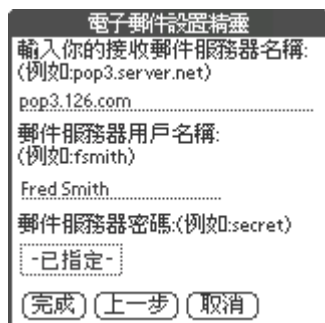 電子郵件設置精靈
輸入你的接收郵件服務器名稱:
(例如:pop3.server.net)
pop3.126.com
郵件服務器用戶名稱:
(例如:fsmith)
Fred Smith
郵件服務器密碼:(例如:secret)
-已指定-
完成 上一步 取消